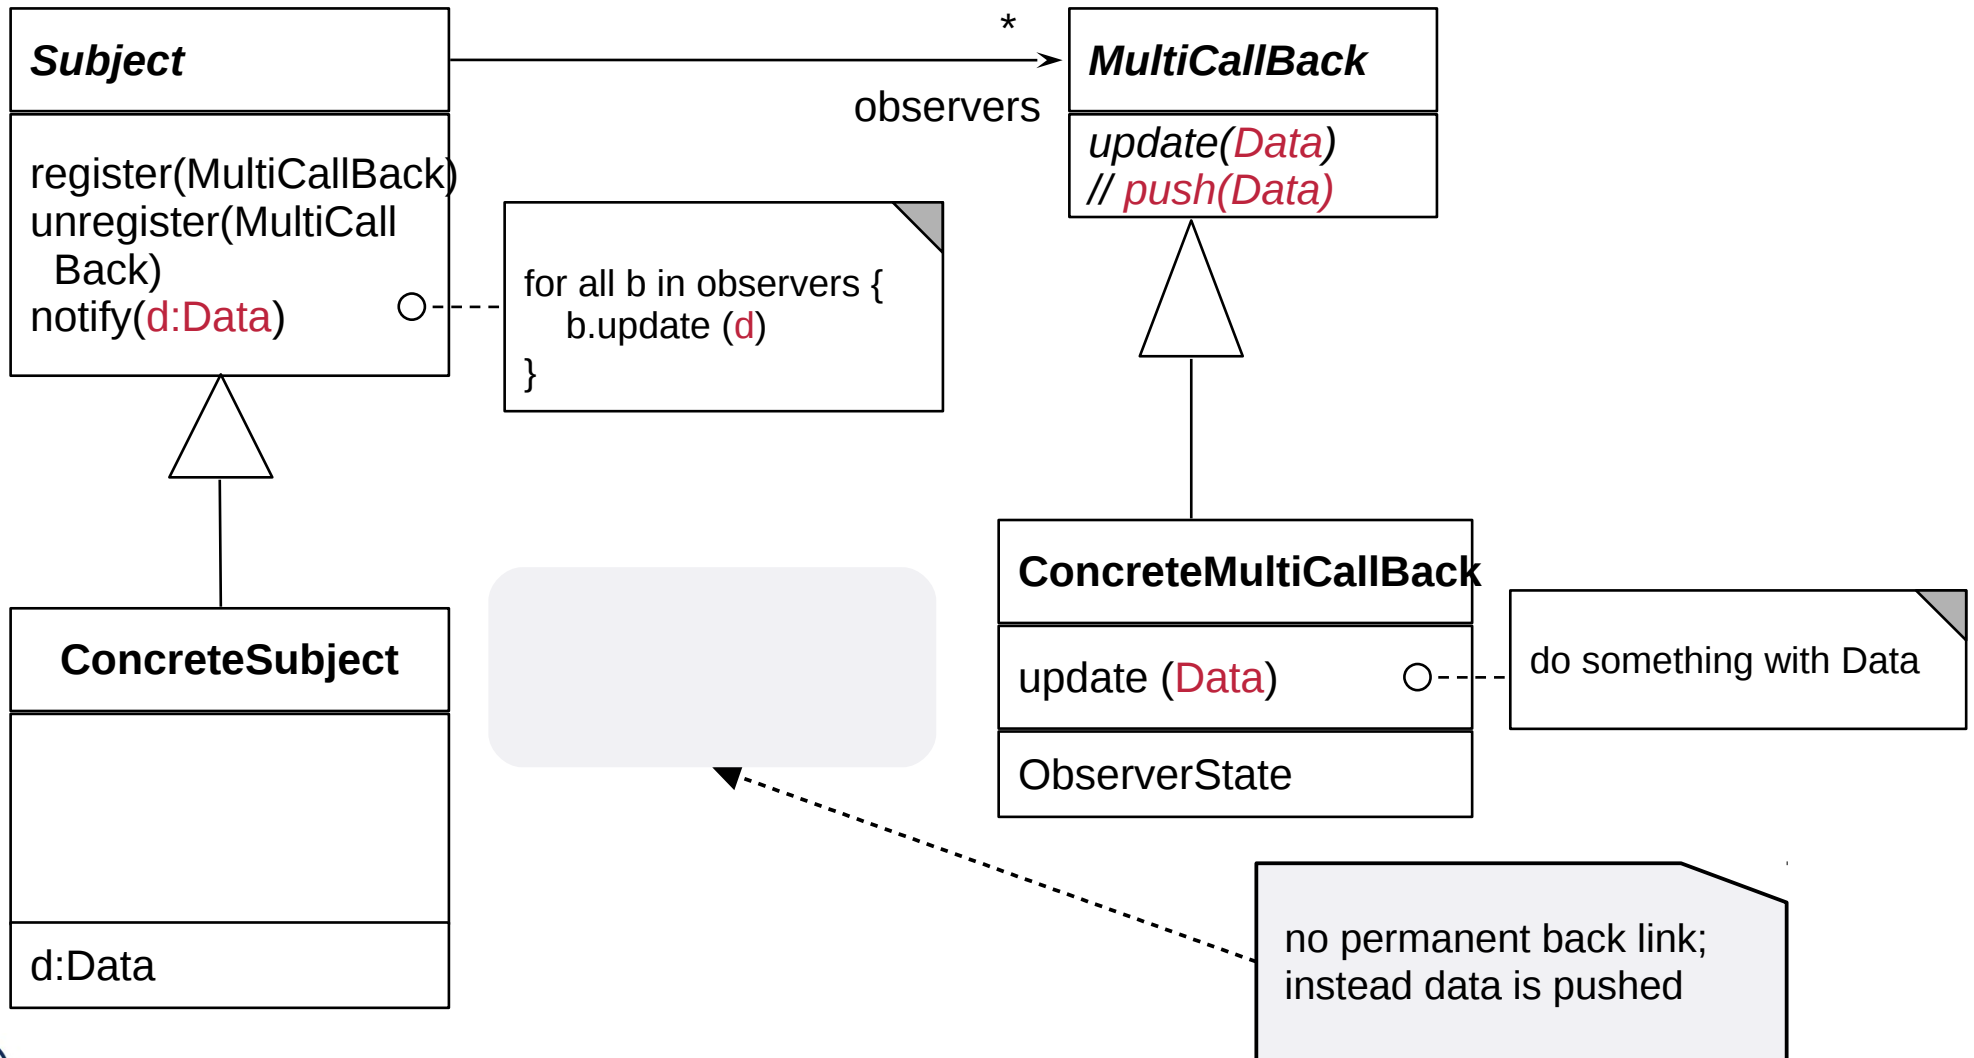 Subject
register(MultiCallBack)
unregister(MultiCall
Back)
notify(d:Data)
*
observers
MultiCallBack
update(Data)
// push(Data)
for all b in observers {
b.update (d)
}
ConcreteSubject
d:Data
ConcreteMultiCallBack
update (Data)
ObserverState
do something with Data
no permanent back link;
instead data is pushed